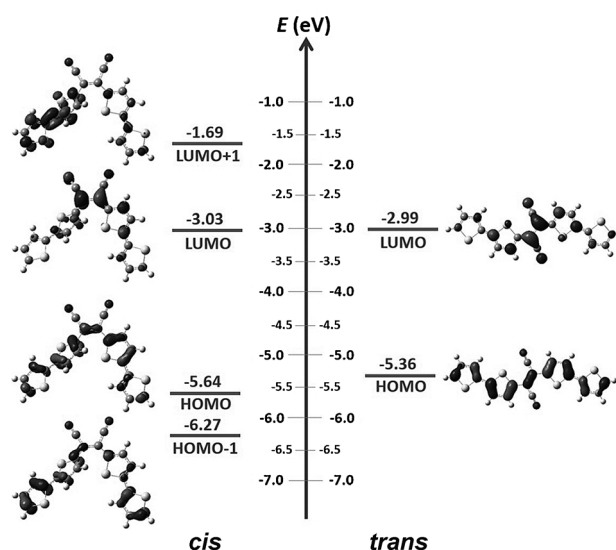 E (eV)
-1.0 -1.0
-1.5 -1.5
-2.0 -2.0
-2.5 -2.5
-3.0 -3.0
-3.5 -3.5
-4.0 -4.0
-4.5 -4.5
-5.0 -5.0
-5.5 -5.5
-6.0 -6.0
-6.5 -6.5
-7.0 -7.0
-1.69
LUMO+1
-3.03
LUMO
-5.64
HOMO
-6.27
HOMO-1
-2.99
LUMO
-5.36
HOMO
cis trans